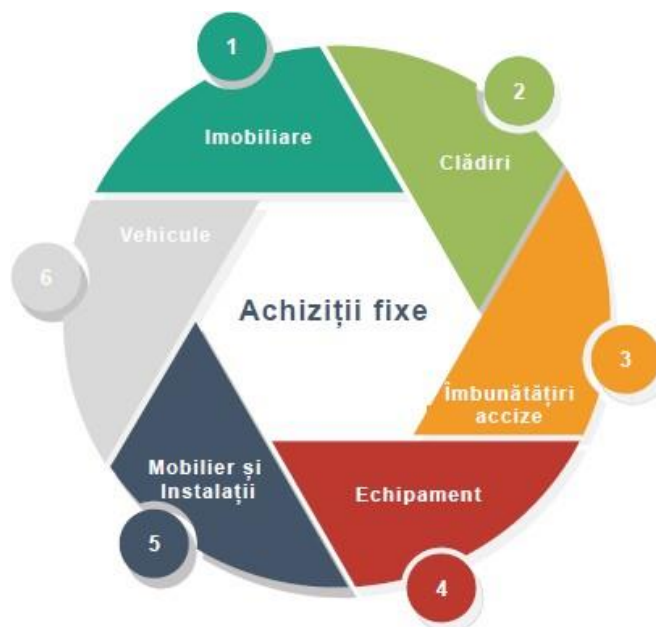 1
Imobiliare
2
Clădiri
3
Îmbunătățiri
accize
4
Echipament
5
Mobilier și
Instalații
6
Vehicule
Achiziții fixe